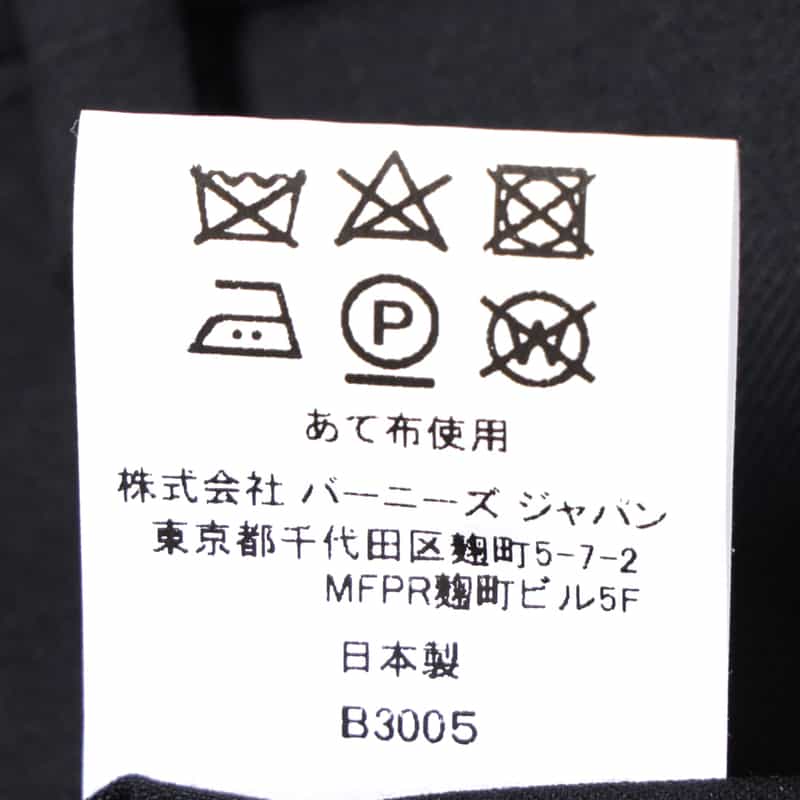 P
W
あて布使用
株式会社 バーニーズ ジャパン
東京都千代田区麹町5-7-2
MFPR麹町ビル5F
日本製
B3005